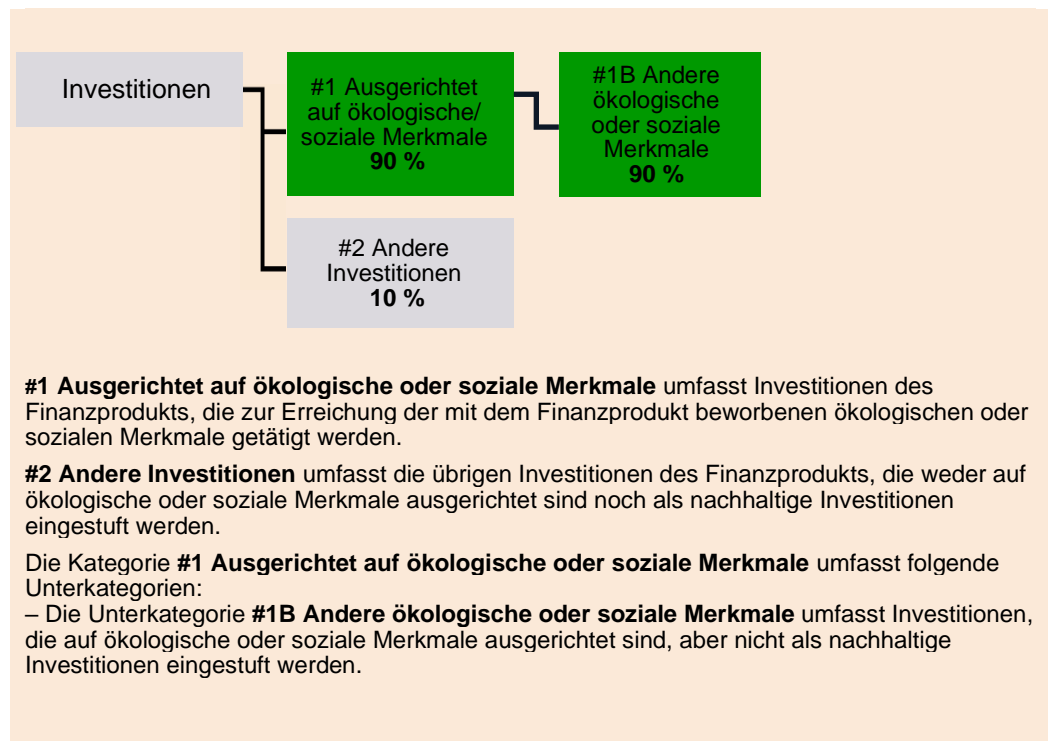 Investitionen
#1 Ausgerichtet
auf ökologische/
soziale Merkmale
90 %
#1B Andere
ökologische
oder soziale
Merkmale
90 %
#2 Andere
Investitionen
10 %
#1 Ausgerichtet auf ökologische oder soziale Merkmale umfasst Investitionen des
Finanzprodukts, die zur Erreichung der mit dem Finanzprodukt beworbenen ökologischen oder
sozialen Merkmale getätigt werden.
#2 Andere Investitionen umfasst die übrigen Investitionen des Finanzprodukts, die weder auf
ökologische oder soziale Merkmale ausgerichtet sind noch als nachhaltige Investitionen
eingestuft werden.
Die Kategorie #1 Ausgerichtet auf ökologische oder soziale Merkmale umfasst folgende
Unterkategorien:
– Die Unterkategorie #1B Andere ökologische oder soziale Merkmale umfasst Investitionen,
die auf ökologische oder soziale Merkmale ausgerichtet sind, aber nicht als nachhaltige
Investitionen eingestuft werden.